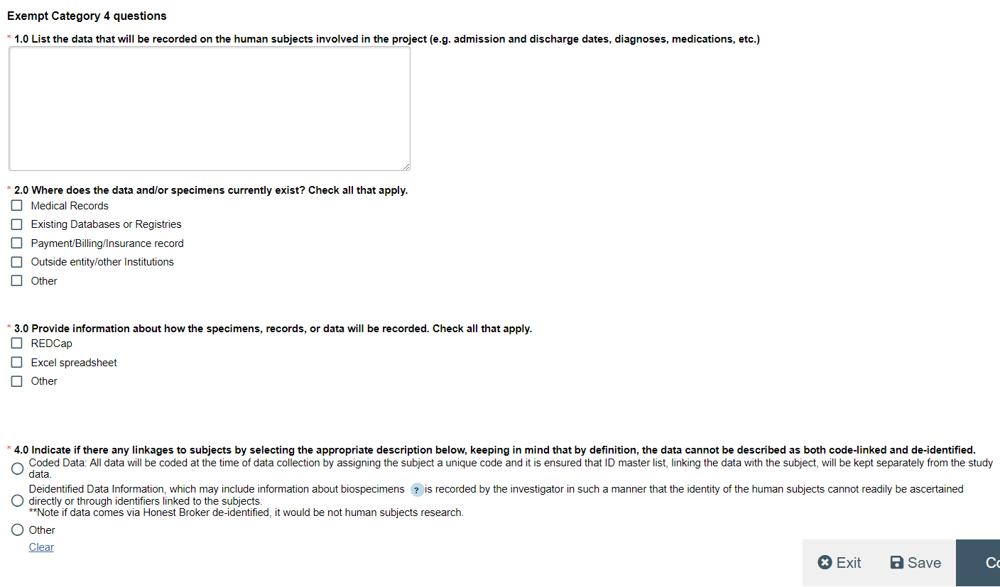 Exempt Category 4 questions
* 1.0 List the data that will be recorded on the human subjects involved in the project (e.g. admission and discharge dates, diagnoses, medications, etc.)
* 2.0 Where does the data and/or specimens currently exist? Check all that apply.
Medical Records
Existing Databases or Registries
Payment/Billing/Insurance record
Outside entity/other Institutions
Other
* 3.0 Provide information about how the specimens, records, or data will be recorded. Check all that apply.
REDCap
Excel spreadsheet
Other
* 4.0 Indicate if there any linkages to subjects by selecting the appropriate description below, keeping in mind that by definition, the data cannot be described as both code-linked and de-identified.
Coded Data: All data will be coded at the time of data collection by assigning the subject a unique code and it is ensured that ID master list, linking the data with the subject, will be kept separately from the study
data.
Deidentified Data Information, which may include information about biospecimens ? is recorded by the investigator in such a manner that the identity of the human subjects cannot readily be ascertained
directly or through identifiers linked to the subjects.
**Note if data comes via Honest Broker de-identified, it would be not human subjects research.
Other
Clear
Exit Save